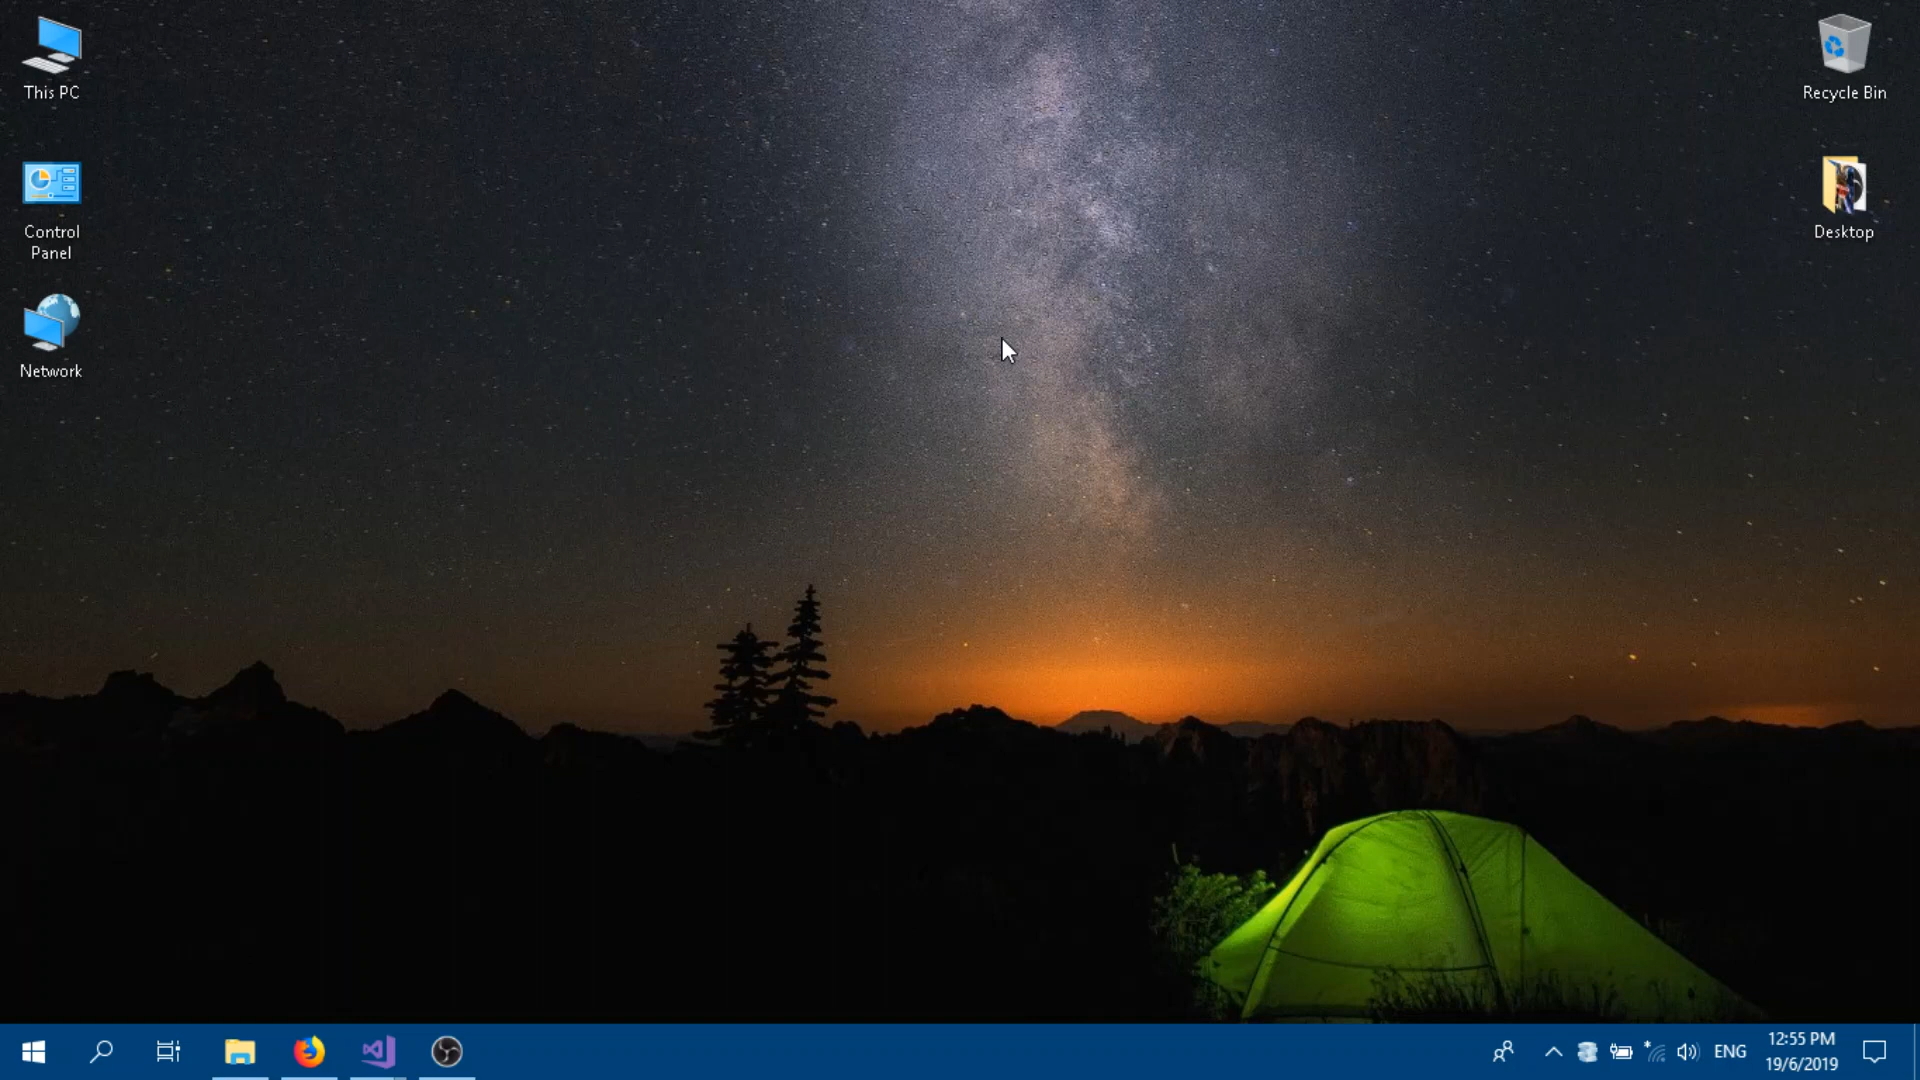 This PC
Recycle Bin
Control
Panel
Desktop
Network
ENG
12:55 PM
19/6/2019